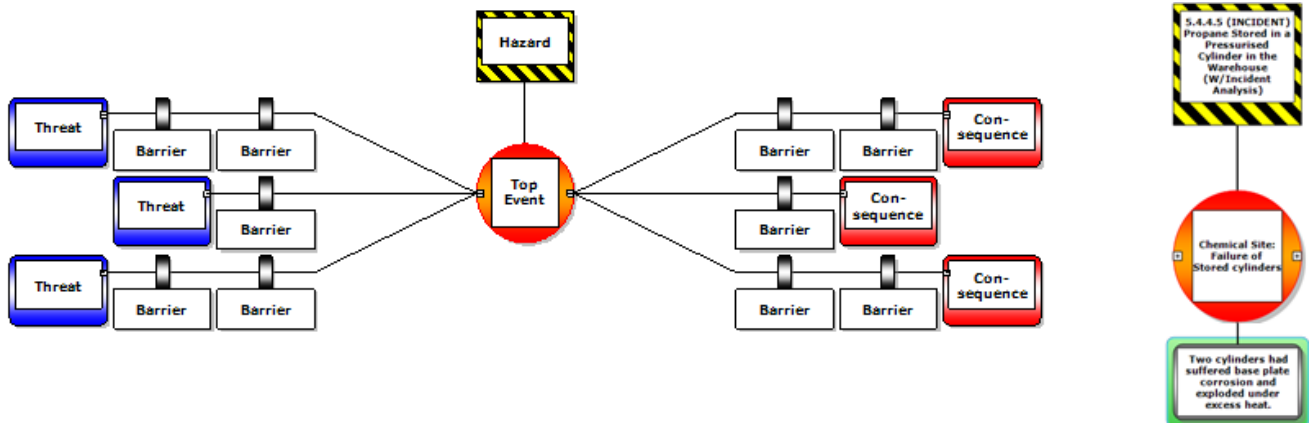 Hazard
Threat
Barrier
Barrier
Threat
Barrier
Threat
Barrier
Barrier
Top
Event
Barrier
Barrier
Con-
sequence
Barrier
Con-
sequence
Barrier
Barrier
Con-
sequence
5.4.4.5 (INCIDENT)
Propane Stored in a
Pressurised
Cylinder in the
Warehouse
(W/Incident
Analysis)
Chemical Site:
Failure of
Stored cylinders
Two cylinders had
suffered base plate
corrosion and
exploded under
excess heat.